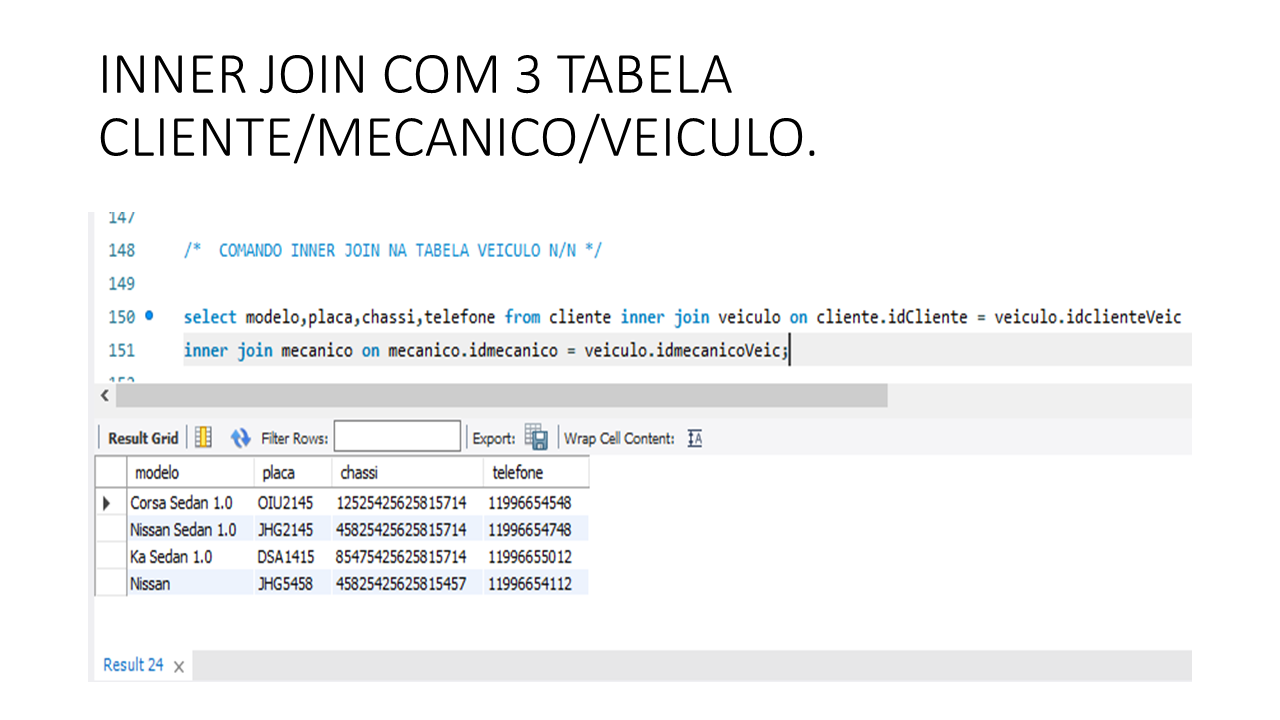 INNER JOIN COM 3 TABELA
CLIENTE/MECANICO/VEICULO.
147
148 /* COMANDO INNER JOIN NA TABELA VEICULO N/N */
149
150 select modelo,placa,chassi,telefone from cliente inner join veiculo on cliente.idCliente = veiculo.idclienteVeic
151 inner join mecanico on mecanico.idmecanico = veiculo.idmecanicoVeic;
Result Grid Filter Rows: Export: Wrap Cell Content:
modelo placa chassi telefone
Corsa Sedan 1.0 OIU2145 12525425625815714 11996654548
Nissan Sedan 1.0 JHG2145 45825425625815714 11996654748
Ka Sedan 1.0 DSA1415 85475425625815714 11996655012
Nissan JHG5458 45825425625815457 11996654112
Result 24